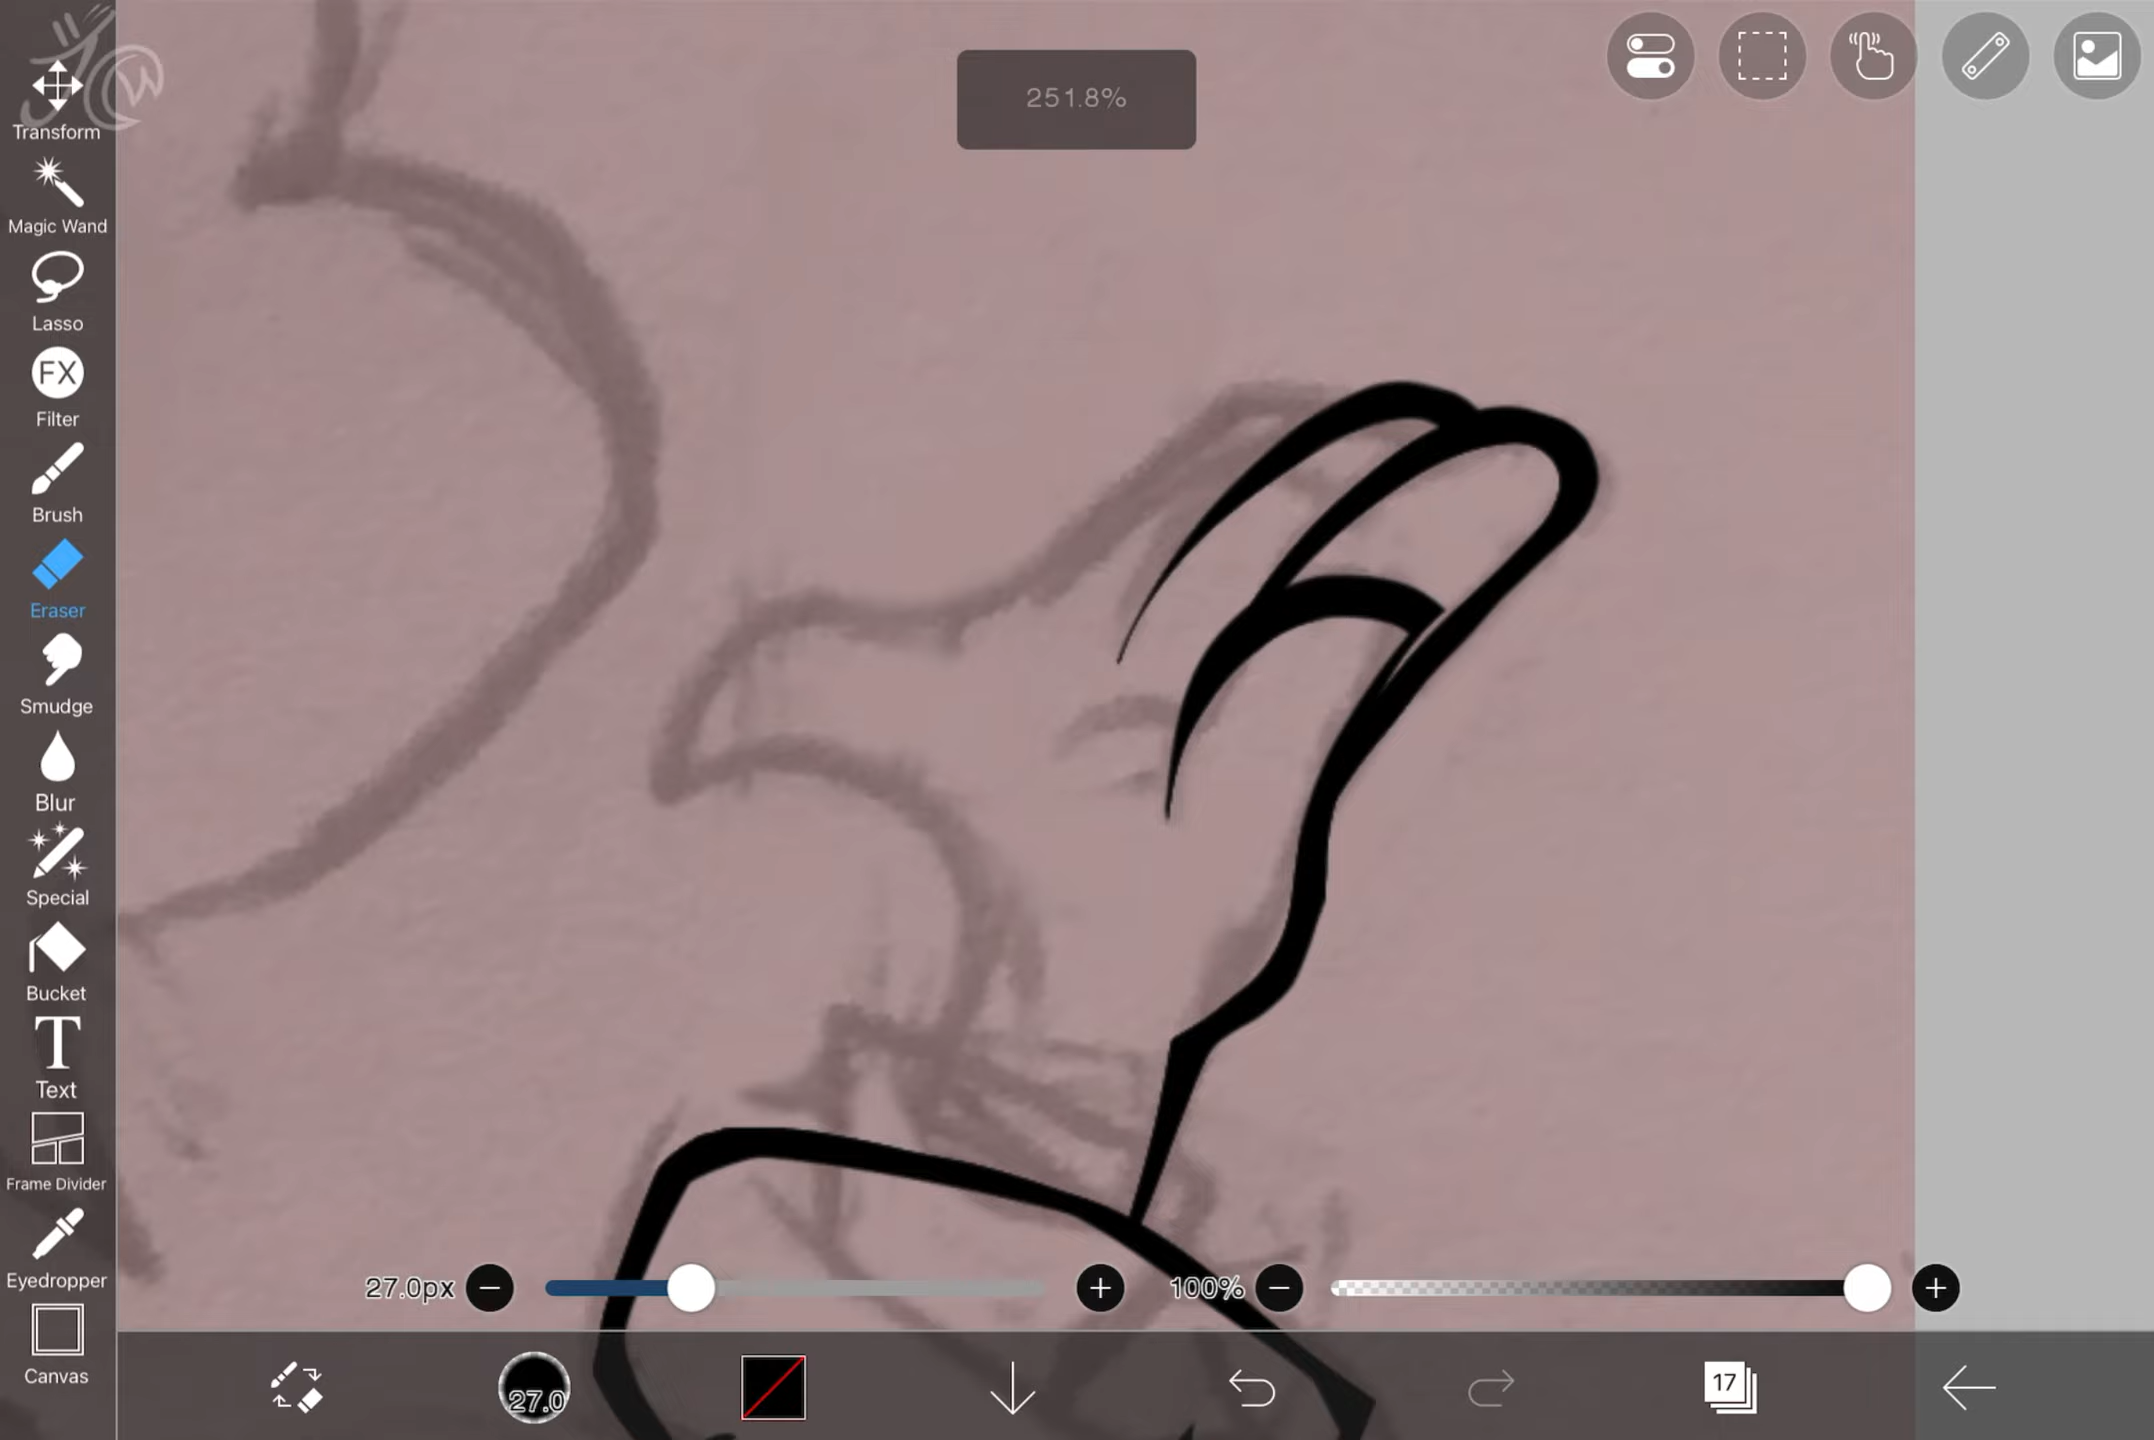 251.8%
Transform
Magic Wand
Lasso
FX
Filter
Brush
Eraser
Smudge
Blur
Special
Bucket
T
Text
Frame Divider
Eyedropper
Canvas
27.0px
100%
27.0
17